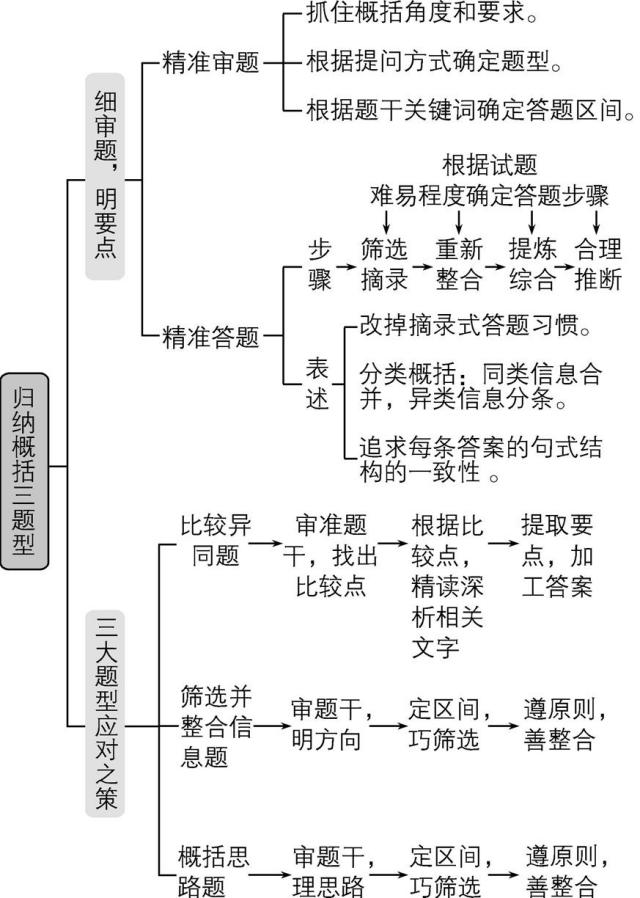 归纳概括三题型
细审题，明要点
精准审题
抓住概括角度和要求。
根据提问方式确定题型。
根据题干关键词确定答题区间。
精准答题
根据试题
难易程度确定答题步骤
步骤
筛选
摘录
重新
整合
提炼
综合
合理
推断
表述
改掉摘录式答题习惯。
分类概括：同类信息合
并，异类信息分条。
追求每条答案的句式结
构的一致性。
三大题型应对之策
比较异
同题
审准题
干，找出
比较点
根据比
较点，
精读深
析相关
文字
提取要
点，加
工答案
筛选并
整合信
息题
审题干，
明方向
定区间，
巧筛选
遵原则，
善整合
概括思
路题
审题干，
理思路
定区间，
巧筛选
遵原则，
善整合